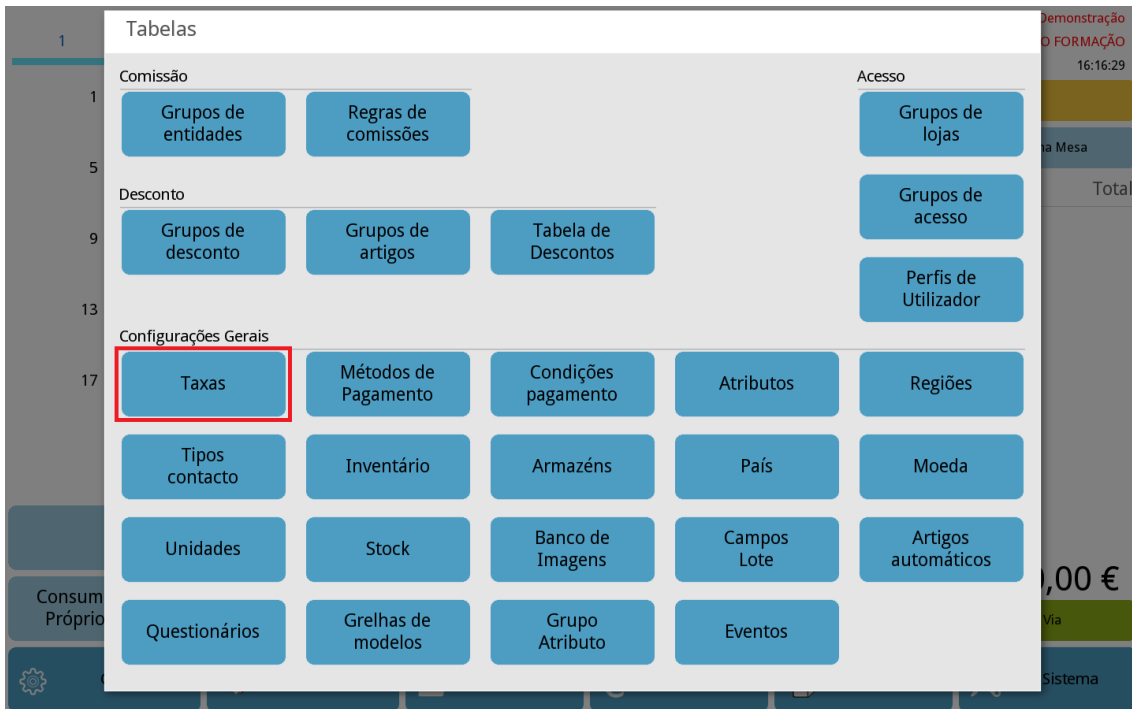 Tabelas
Demonstração
O FORMAÇÃO
16:16:29
1
Comissão
Acesso
1
Grupos de
entidades
Regras de
comissões
Grupos de
lojas
Mesa
5
Desconto
Grupos de
acesso
Total
9
Grupos de
desconto
Grupos de
artigos
Tabela de
Descontos
Perfis de
Utilizador
13
Configurações Gerais
17
Taxas
Métodos de
Pagamento
Condições
pagamento
Atributos
Regiões
Tipos
contacto
Inventário
Armazéns
País
Moeda
Unidades
Stock
Banco de
Imagens
Campos
Lote
Artigos
automáticos
,00 €
Consum
Próprio
Questionários
Grelhas de
modelos
Grupo
Atributo
Eventos
Via
Sistema